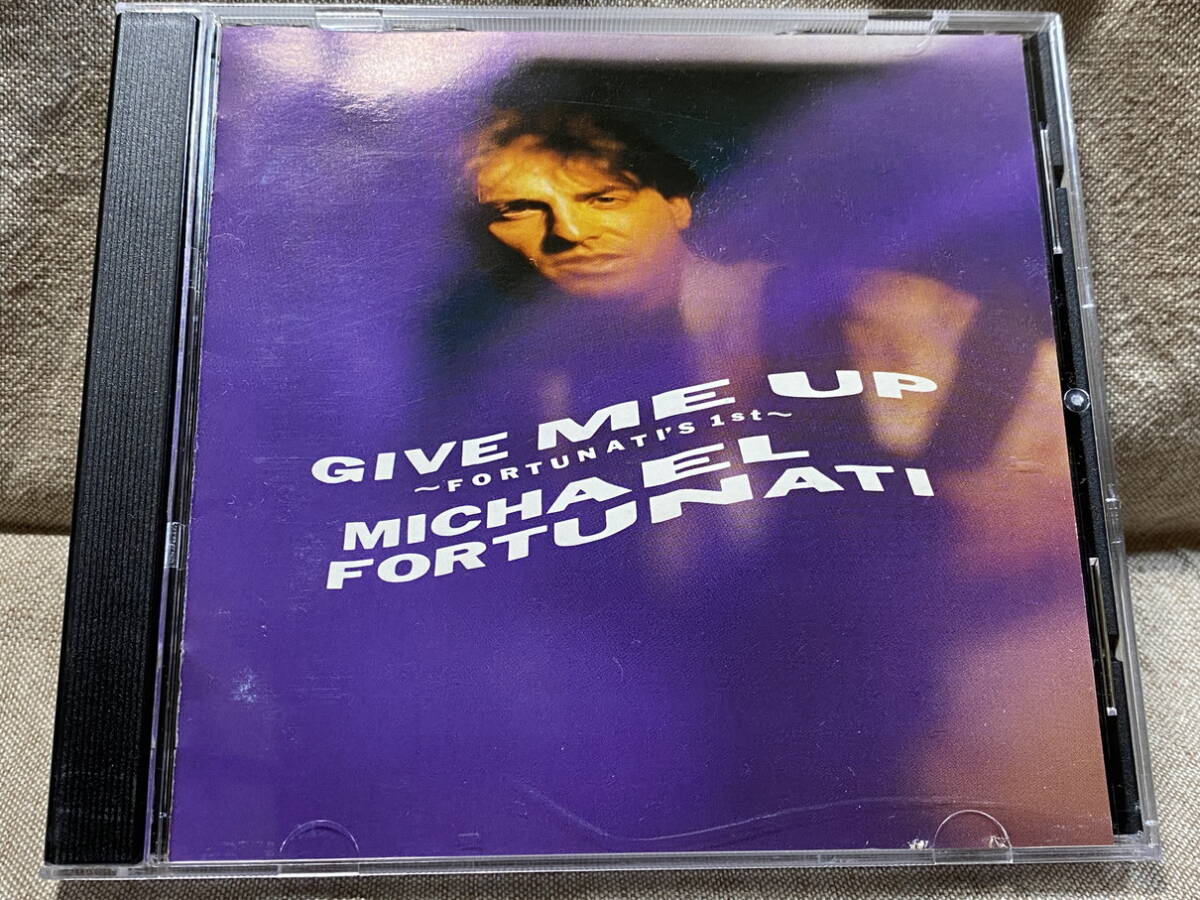 GIVE ME UP
~FORTUNATI'S 1st~
MICHAEL
FORTUNATI